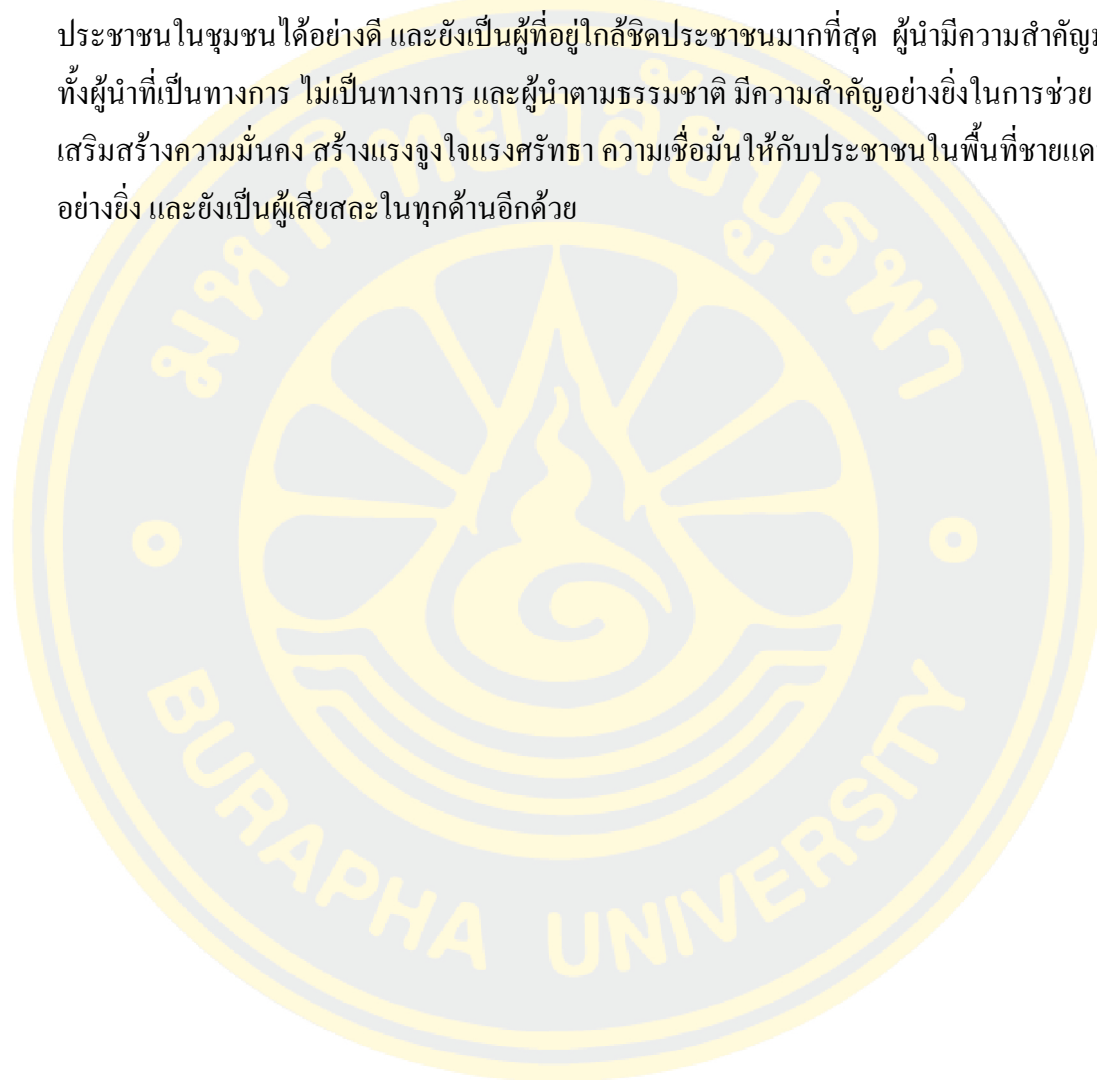 ประชาชนในชุมชนได้อย่างดี และยังเป็นผู้ที่อยู่ใกล้ชิดประชาชนมากที่สุด ผู้นำมีความสำคัญ
ทั้งผู้นำที่เป็นทางการ ไม่เป็นทางการ และผู้นำตามธรรมชาติ มีความสำคัญอย่างยิ่งในการช่วย
เสริมสร้างความมั่นคง สร้างแรงจูงใจแรงศรัทธา ความเชื่อมั่นให้กับประชาชนในพื้นที่
อย่างยิ่ง และยังเป็นผู้เสียสละในทุกด้านอีกด้วย
มหาวิทยาลัยบูรพา
BURAPHA UNIVERSITY